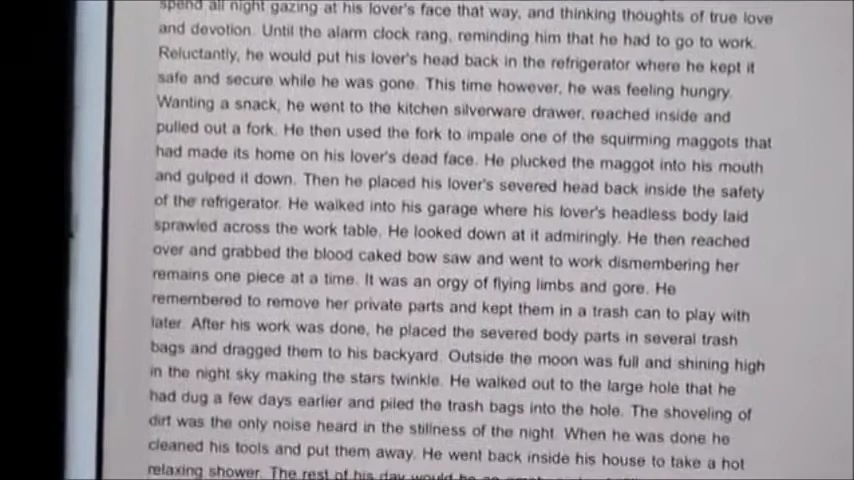 spend all night gazing at his lover's face that way, and thinking thoughts of true love
and devotion. Until the alarm clock rang, reminding him that he had to go to work.
Reluctantly, he would put his lover's head back in the refrigerator where he kept it
safe and secure while he was gone. This time however, he was feeling hungry.
Wanting a snack, he went to the kitchen silverware drawer, reached inside and
pulled out a fork. He then used the fork to impale one of the squirming maggots that
had made its home on his lover's dead face. He plucked the maggot into his mouth
and gulped it down. Then he placed his lover's severed head back inside the safety
of the refrigerator. He walked into his garage where his lover's headless body laid
sprawled across the work table. He looked down at it admiringly. He then reached
over and grabbed the blood caked bow saw and went to work dismembering her
remains one piece at a time. It was an orgy of flying limbs and gore. He
remembered to remove her private parts and kept them in a trash can to play with
later. After his work was done, he placed the severed body parts in several trash
bags and dragged them to his backyard. Outside the moon was full and shining high
in the night sky making the stars twinkle. He walked out to the large hole that he
had dug a few days earlier and piled the trash bags into the hole. The shoveling of
dirt was the only noise heard in the stillness of the night. When he was done he
cleaned his tools and put them away. He went back inside his house to take a hot
relaxing shower. The rest of his day would be